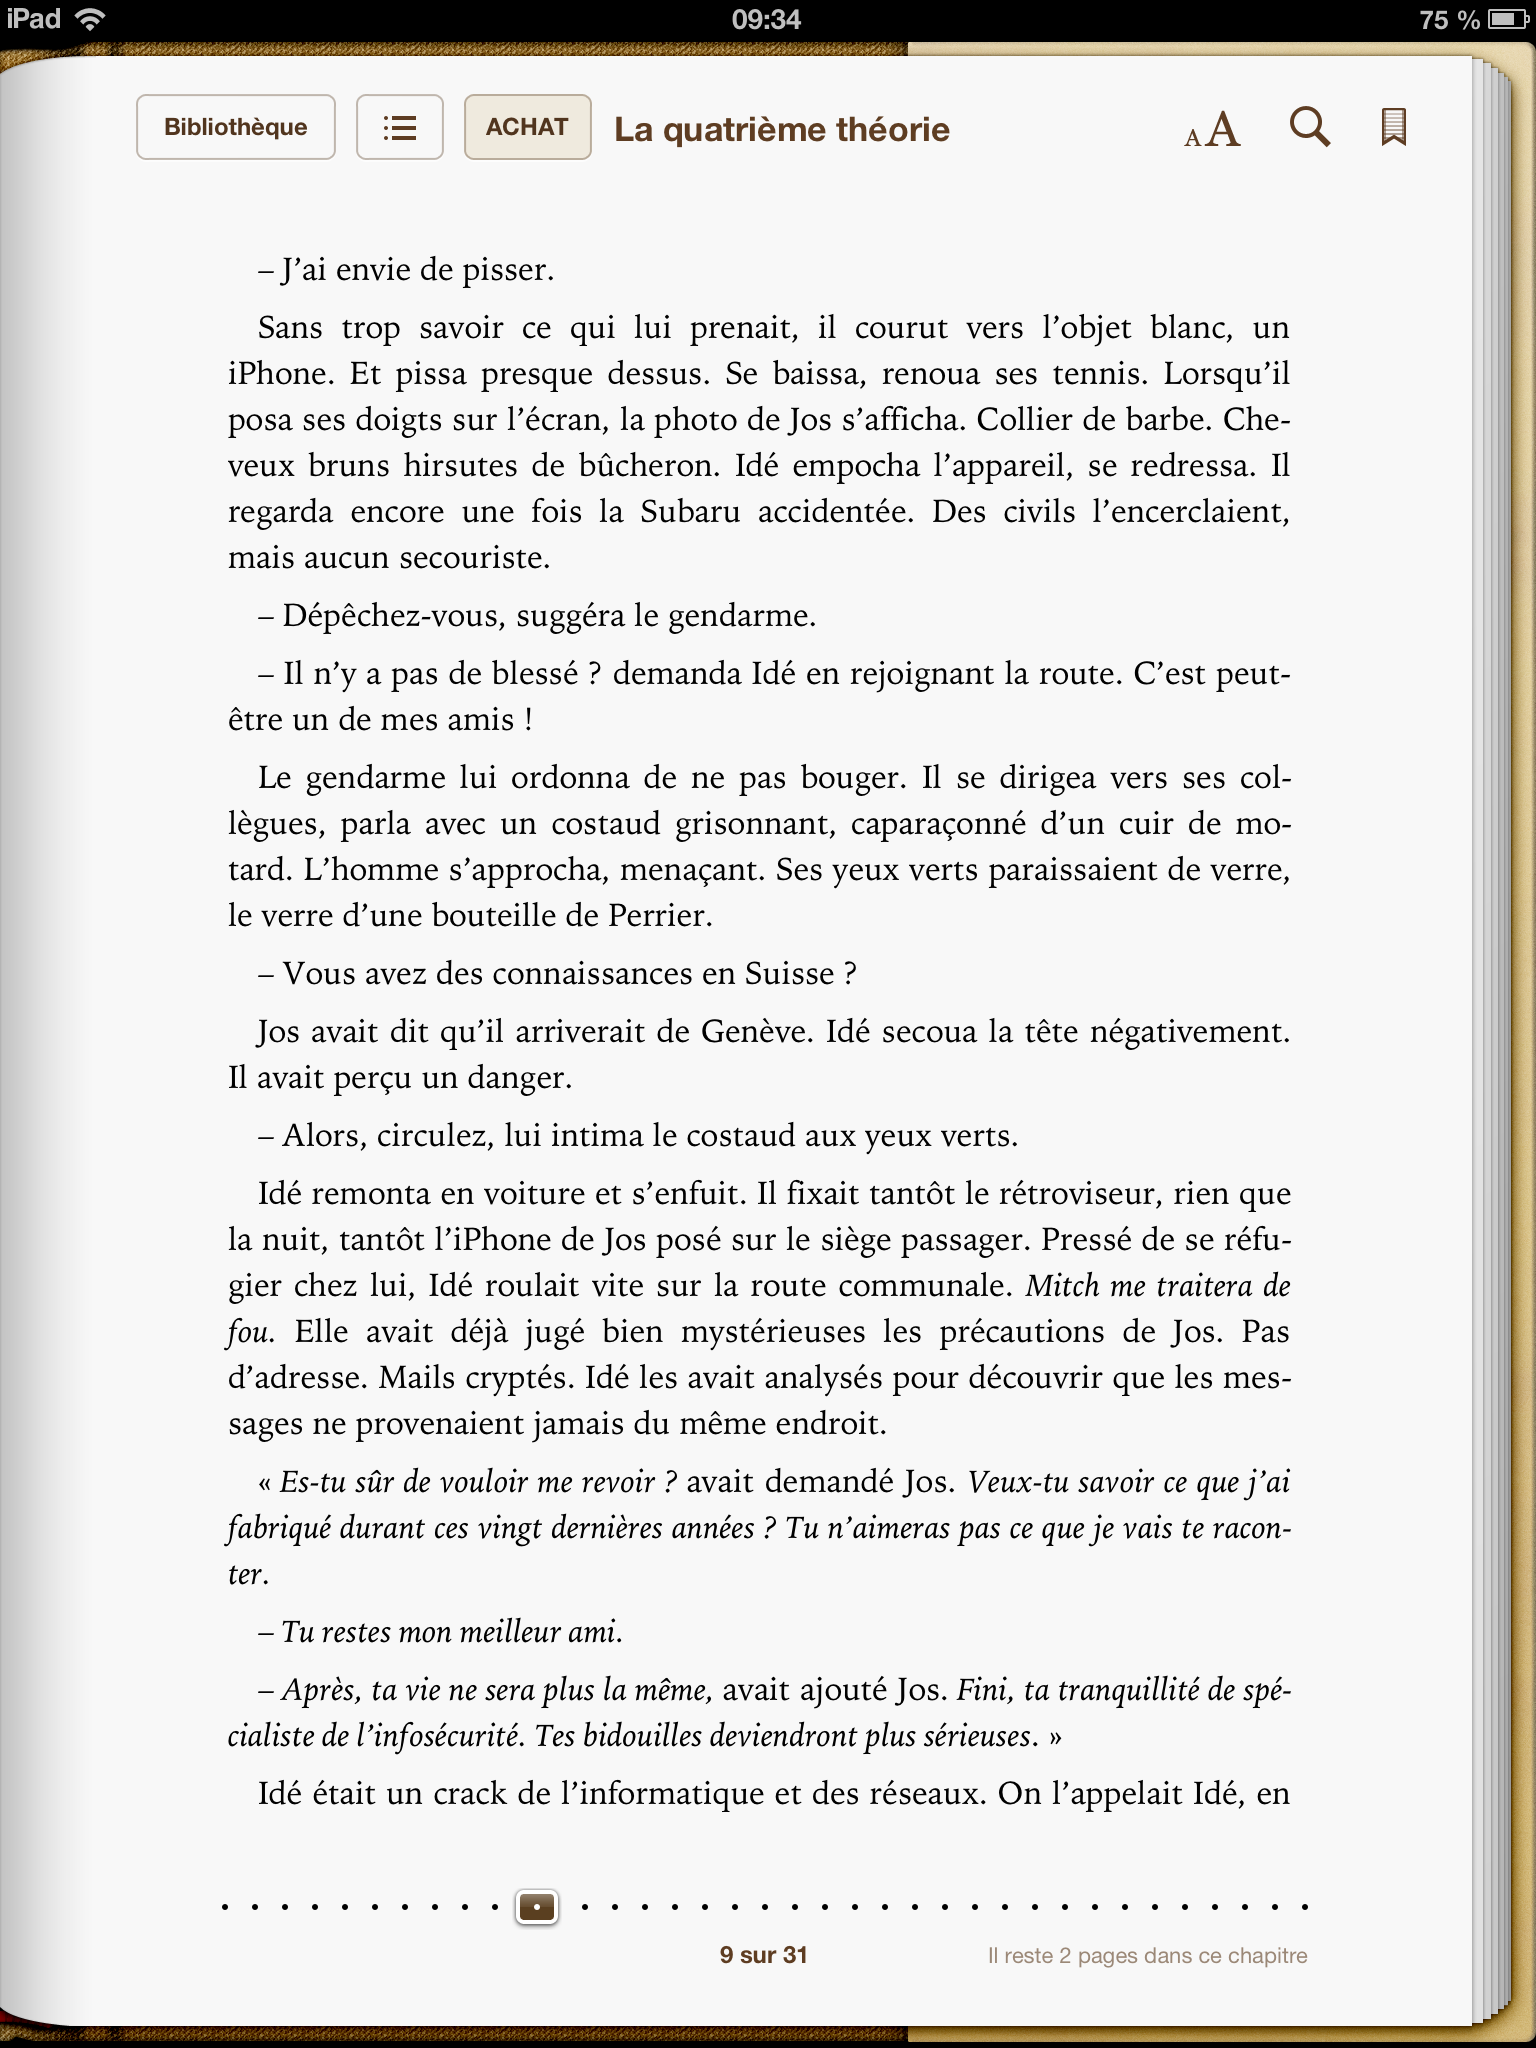 iPad 09:34 75 %
Bibliothèque ACHAT La quatrième théorie AA
– J’ai envie de pisser.
Sans trop savoir ce qui lui prenait, il courut vers l’objet blanc, un
iPhone. Et pissa presque dessus. Se baissa, renoua ses tennis. Lorsqu’il
posa ses doigts sur l’écran, la photo de Jos s’afficha. Collier de barbe. Che-
veux bruns hirsutes de bûcheron. Idé empocha l’appareil, se redressa. Il
regarda encore une fois la Subaru accidentée. Des civils l’encerclaient,
mais aucun secouriste.
– Dépêchez-vous, suggéra le gendarme.
– Il n’y a pas de blessé ? demanda Idé en rejoignant la route. C’est peut-
être un de mes amis !
Le gendarme lui ordonna de ne pas bouger. Il se dirigea vers ses col-
lègues, parla avec un costaud grisonnant, caparaçonné d’un cuir de mo-
tard. L’homme s’approcha, menaçant. Ses yeux verts paraissaient de verre,
le verre d’une bouteille de Perrier.
– Vous avez des connaissances en Suisse ?
Jos avait dit qu’il arriverait de Genève. Idé secoua la tête négativement.
Il avait perçu un danger.
– Alors, circulez, lui intima le costaud aux yeux verts.
Idé remonta en voiture et s’enfuit. Il fixait tantôt le rétroviseur, rien que
la nuit, tantôt l’iPhone de Jos posé sur le siège passager. Pressé de se réfu-
gier chez lui, Idé roulait vite sur la route communale. Mitch me traitera de
fou. Elle avait déjà jugé bien mystérieuses les précautions de Jos. Pas
d’adresse. Mails cryptés. Idé les avait analysés pour découvrir que les mes-
sages ne provenaient jamais du même endroit.
« Es-tu sûr de vouloir me revoir ? avait demandé Jos. Veux-tu savoir ce que j’ai
fabriqué durant ces vingt dernières années ? Tu n’aimeras pas ce que je vais te racon-
ter.
– Tu restes mon meilleur ami.
– Après, ta vie ne sera plus la même, avait ajouté Jos. Fini, ta tranquillité de spé-
cialiste de l’infosécurité. Tes bidouilles deviendront plus sérieuses. »
Idé était un crack de l’informatique et des réseaux. On l’appelait Idé, en
9 sur 31 Il reste 2 pages dans ce chapitre